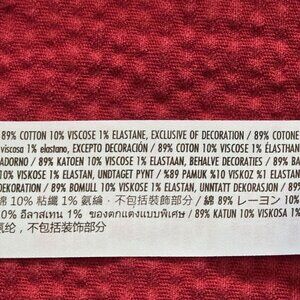 89% COTTON 10% VISCOSE 1% ELASTANE, EXCLUSIVE OF DECORATION / 89% COTONE
viscosa 1% elastano, EXCEPTO DECORACIÓN / 89% COTON 10% VISCOSE 1% ÉLASTHAN
ADORNO / 89% KATOEN 10% VISCOSE 1% ELASTAAN, BEHALVE DECORATIES / 89% BA
% VISKOSE 1% ELASTAN, UNDTAGET PYNT / %89 PAMUK %10 VISKOZ %1 ELASTAN
DEKORATION / 89% BOMULL 10% VISKOS 1% ELASTAN, UNNTATT DEKORASJON / 89%
棉 10% 粘纖 1% 氨綸, 不包括裝飾部分 / 綿 89% レーヨン 10%
0% อีลาสเทน 1% ของตกแต่งแบบพิเศษ / 89% KATUN 10% VISKOSA 1%
氨纶, 不包括装饰部分